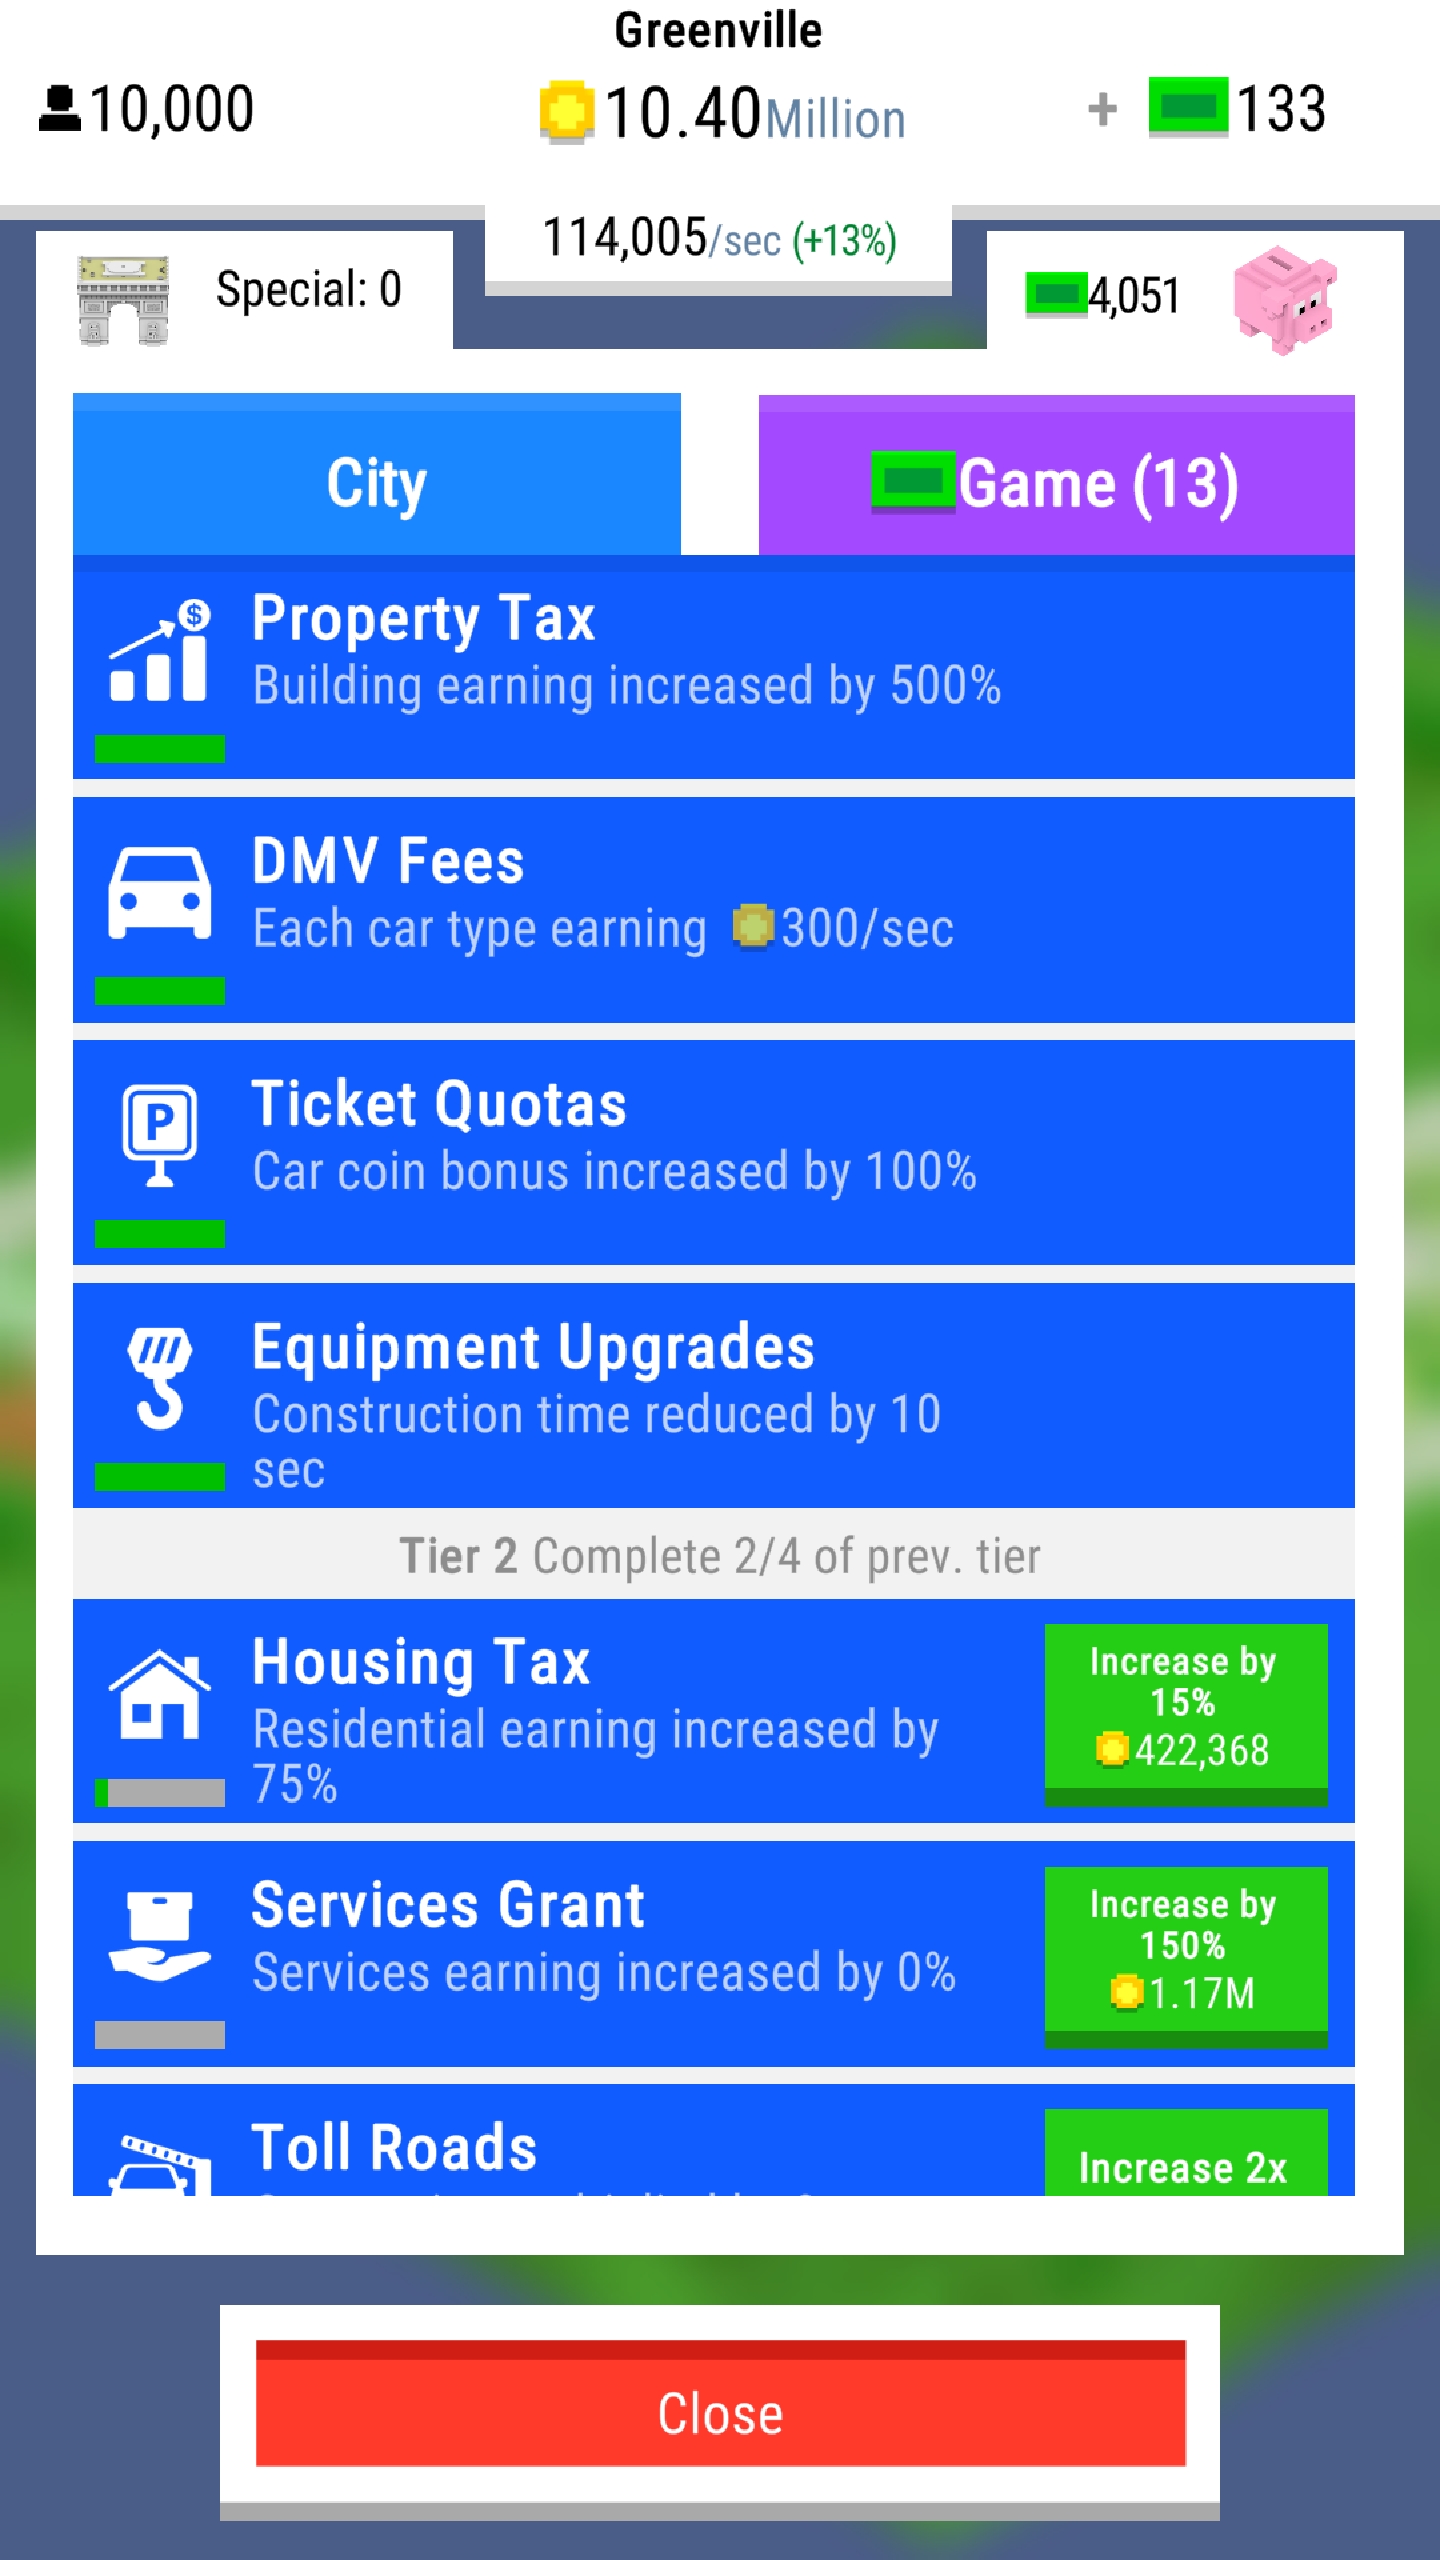 Greenville
10,000
10.40Million
+ 133
114,005/sec (+13%)
Special: 0
4,051
City
Game (13)
Property Tax
Building earning increased by 500%
DMV Fees
Each car type earning 300/sec
P
Ticket Quotas
Car coin bonus increased by 100%
Equipment Upgrades
Construction time reduced by 10
sec
Tier 2 Complete 2/4 of prev. tier
Housing Tax
Residential earning increased by
75%
Increase by
15%
422,368
Services Grant
Services earning increased by 0%
Increase by
150%
1.17M
Toll Roads
Increase 2x
Close